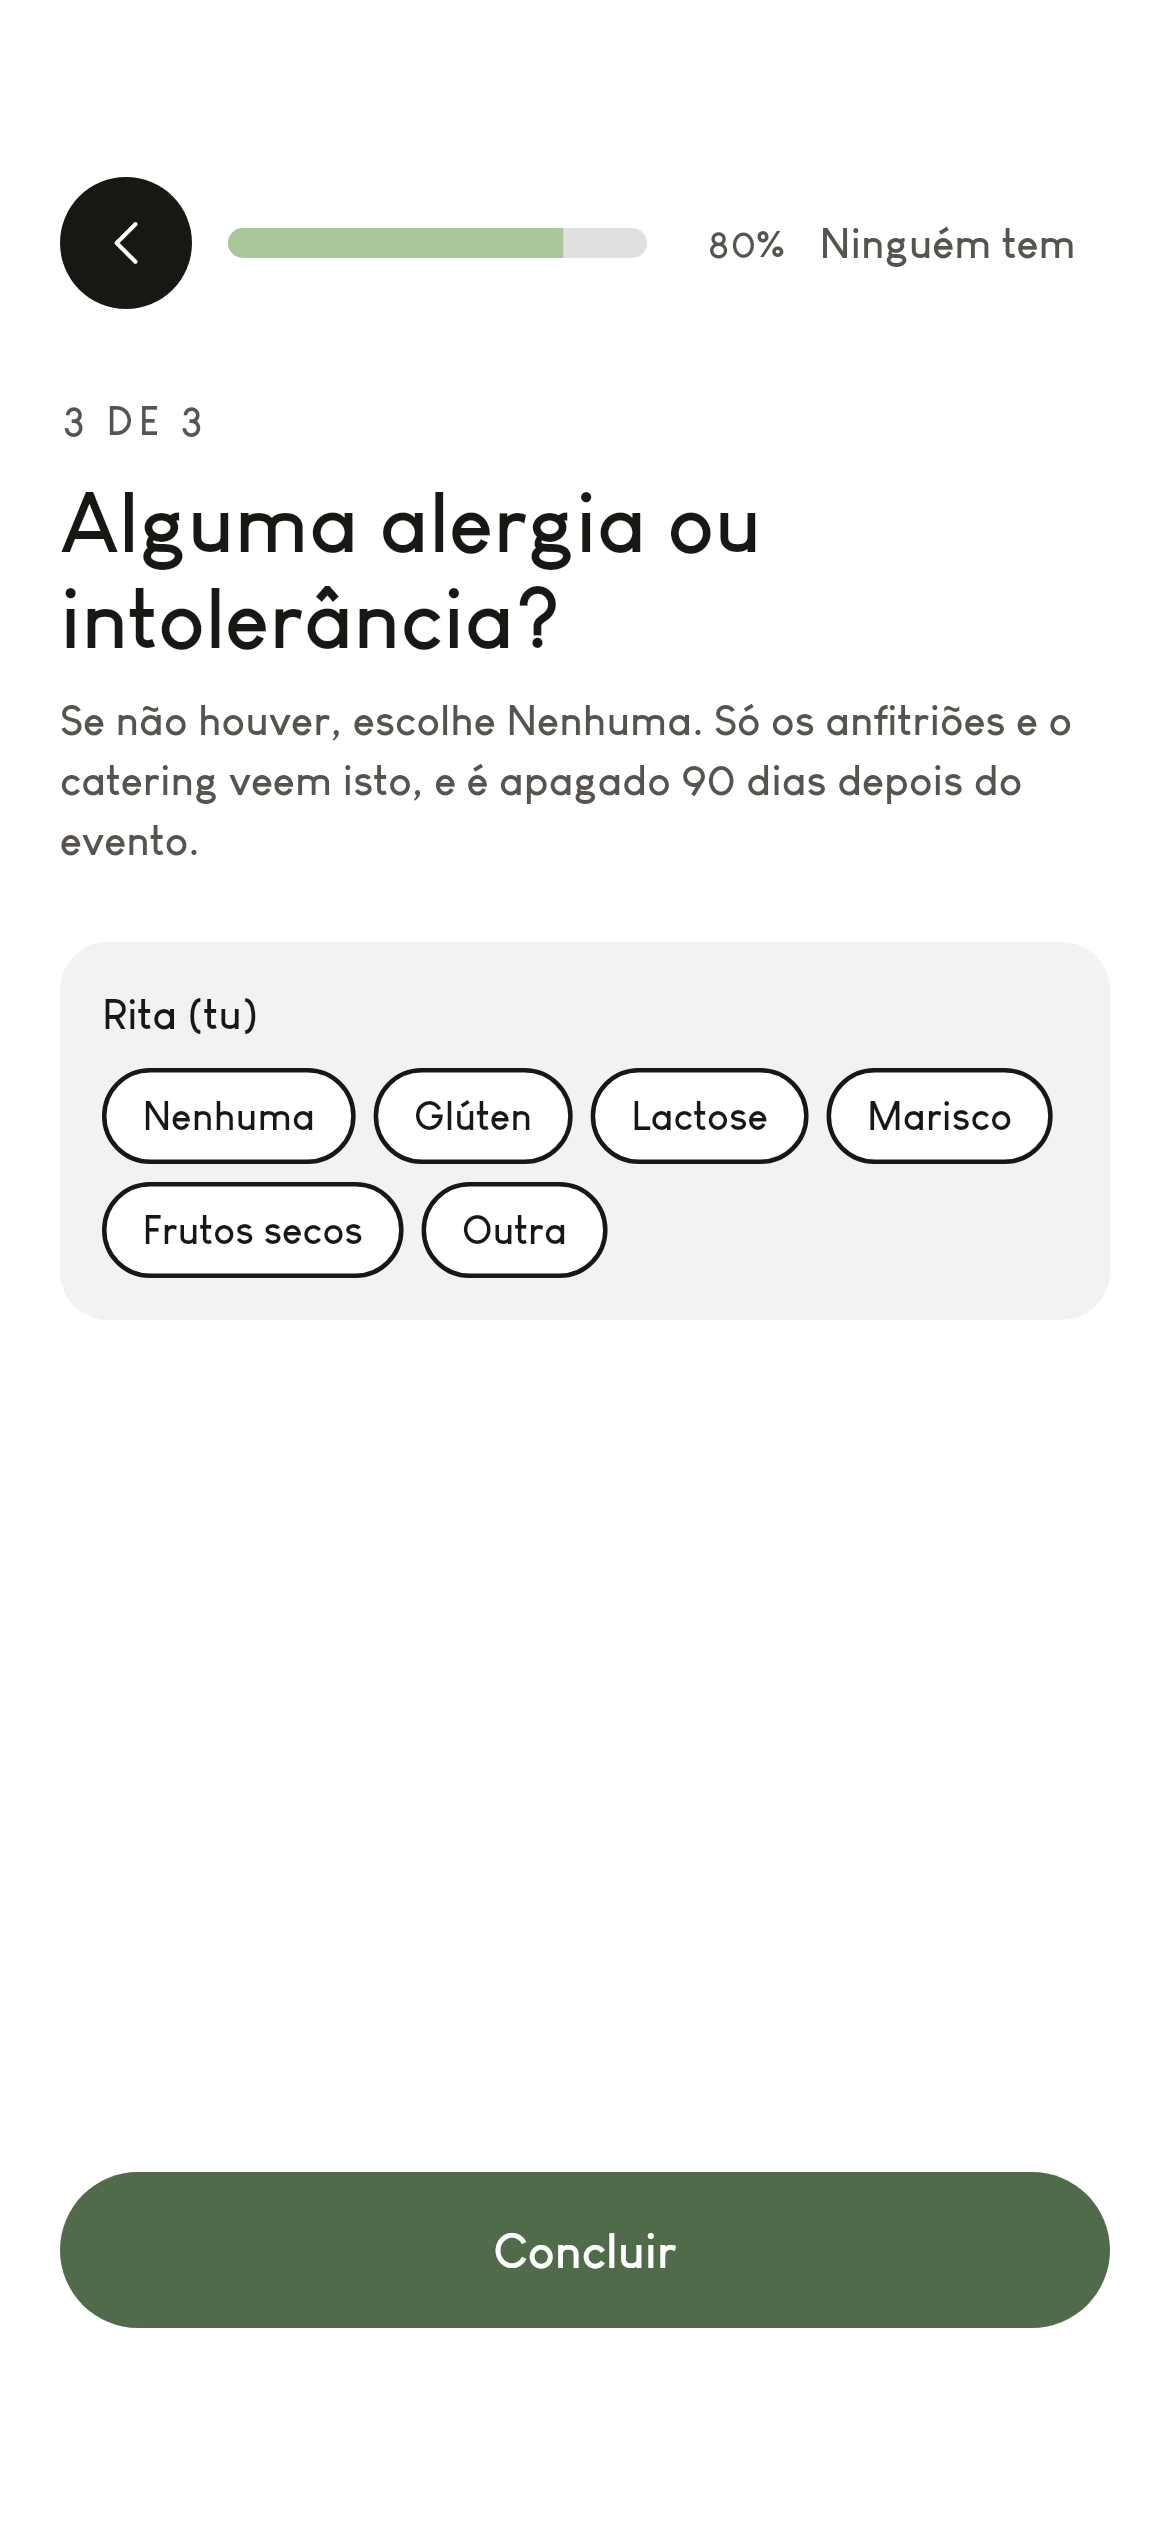 80% Ninguém tem
3 DE 3
Alguma alergia ou
intolerância?
Se não houver, escolhe Nenhuma. Só os anfitriões e o
catering veem isto, e é apagado 90 dias depois do
evento.
Rita (tu)
Nenhuma Glúten Lactose Marisco
Frutos secos Outra
Concluir